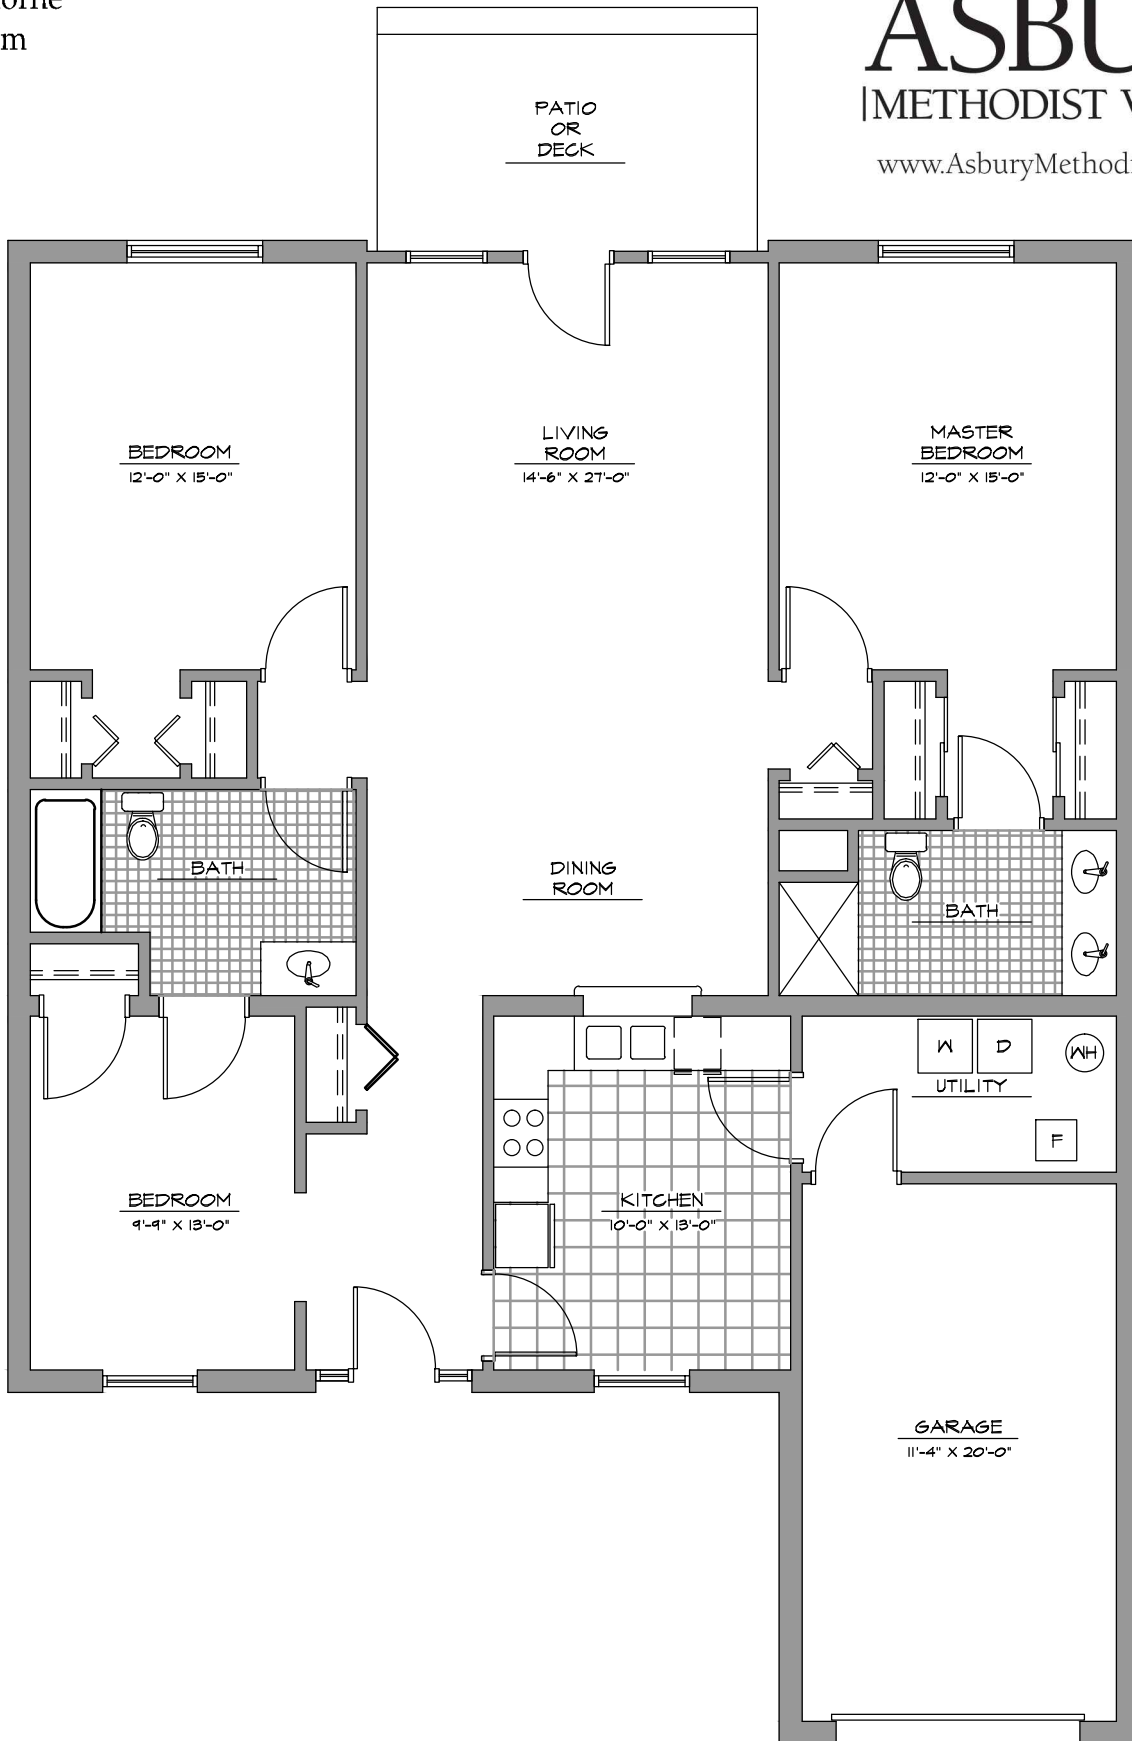 m
ASBU
METHODIST V
www.AsburyMethodi
PATIO
OR
DECK
BEDROOM
12'-0" X 15'-0"
LIVING
ROOM
14'-6" X 27'-0"
MASTER
BEDROOM
12'-0" X 15'-0"
BATH
DINING
ROOM
BATH
W
D
WH
UTILITY
F
BEDROOM
9'-9" X 13'-0"
KITCHEN
10'-0" X 13'-0"
GARAGE
11'-4" X 20'-0"